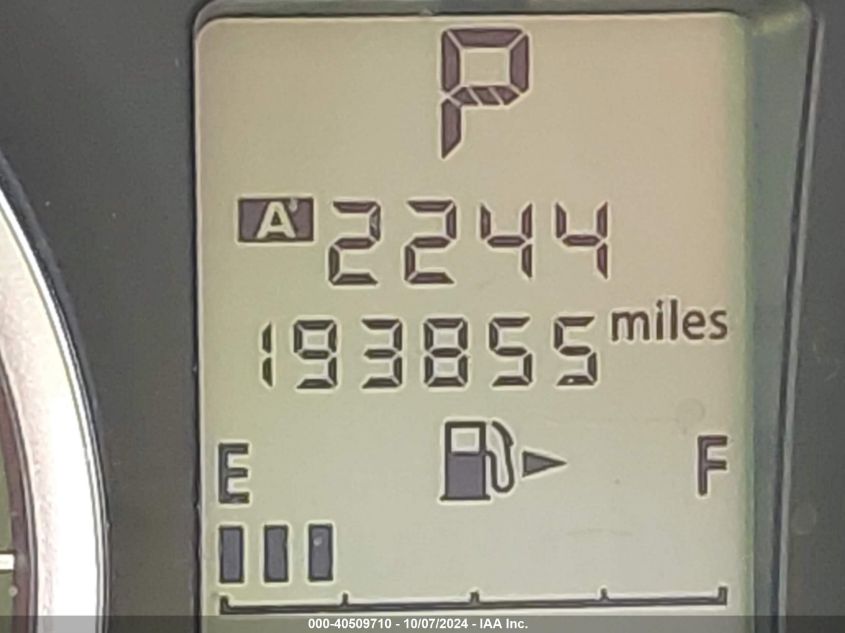 P
A 2244
193855 miles
E F
000-40509710 - 10/07/2024 - IAA Inc.